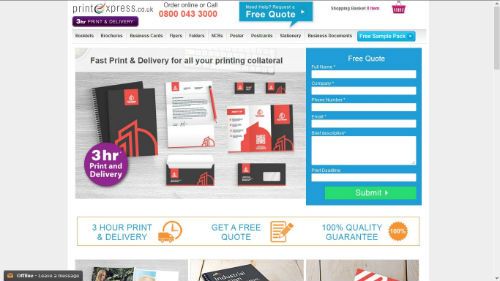 printexpress.co.uk
3hr PRINT & DELIVERY
Order online or Call
0800 043 3000
Need Help? Request a
Free Quote
Shopping Basket 0 item
Booklets Brochures Business Cards Flyers Folders NCRs Poster Postcards Stationery Business Documents Free Sample Pack
Fast Print & Delivery for all your printing collateral
3hr
Print and
Delivery
Free Quote
Full Name *
Company *
Phone Number *
Email *
Brief description*
Print Deadline
Submit
3 HOUR PRINT
& DELIVERY
GET A FREE
QUOTE
100% QUALITY
GUARANTEE
100%
Industrial
Offline - Leave a message